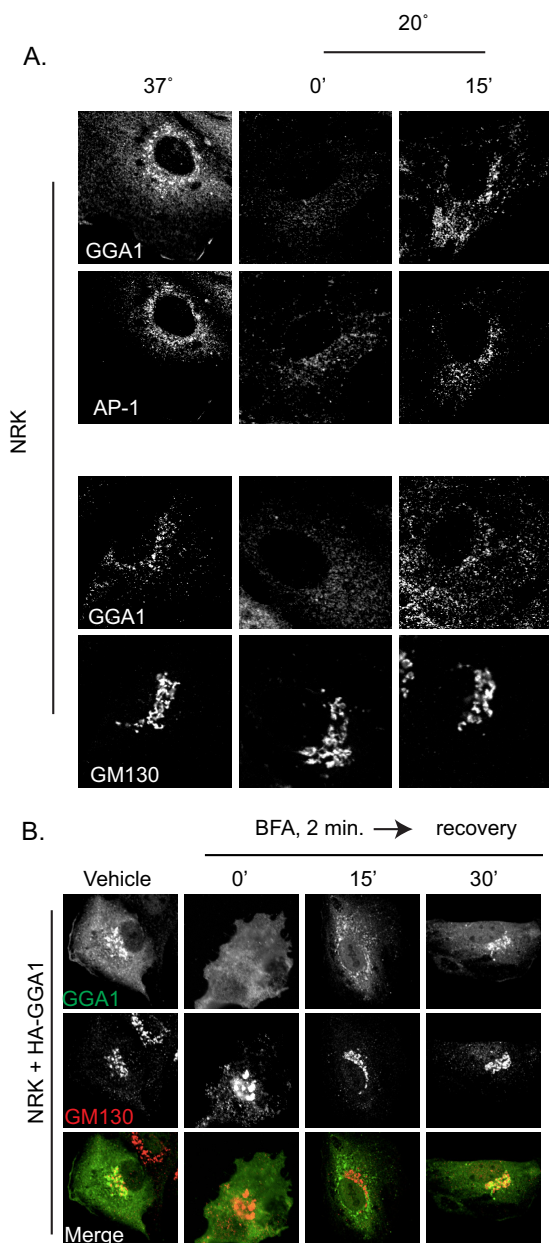 A.
20˚
37˚ 0' 15'
NRK
GGA1
AP-1
GGA1
GM130
B.
BFA, 2 min. → recovery
Vehicle 0' 15' 30'
NRK + HA-GGA1
GGA1
GM130
Merge